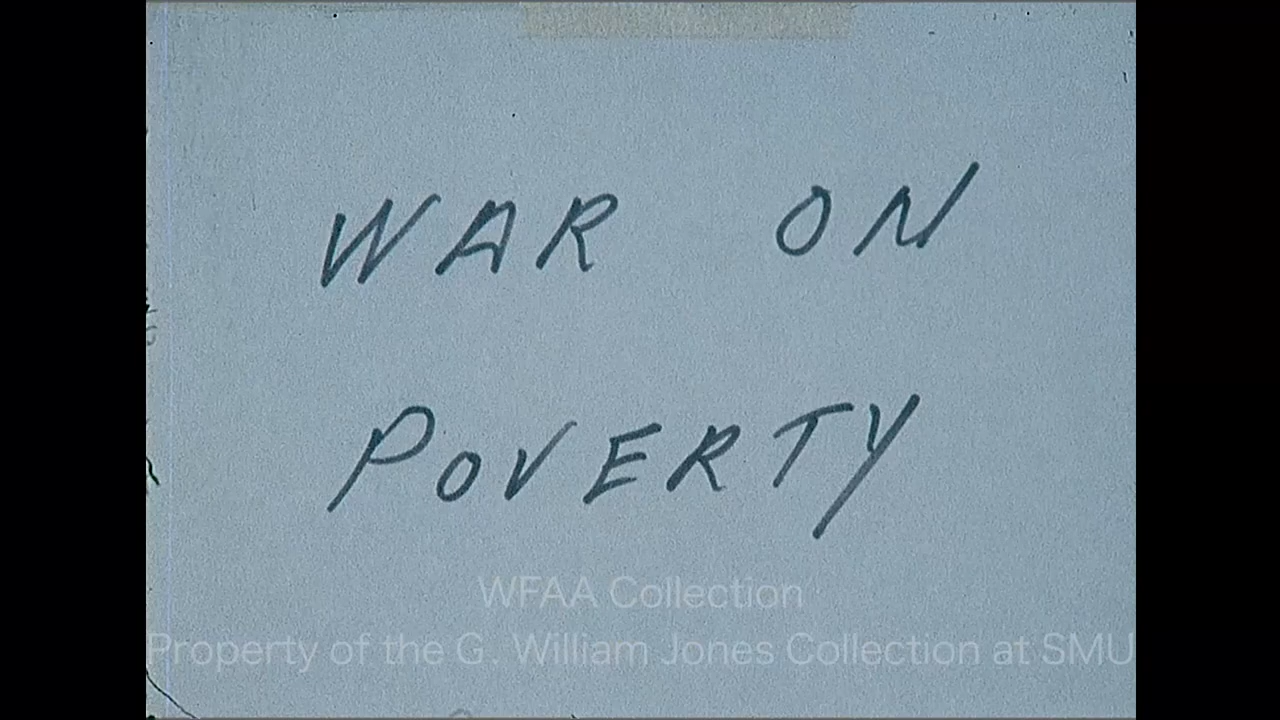 WAR ON
POVERTY
WFAA Collection
Property of the G. William Jones Collection at SMU